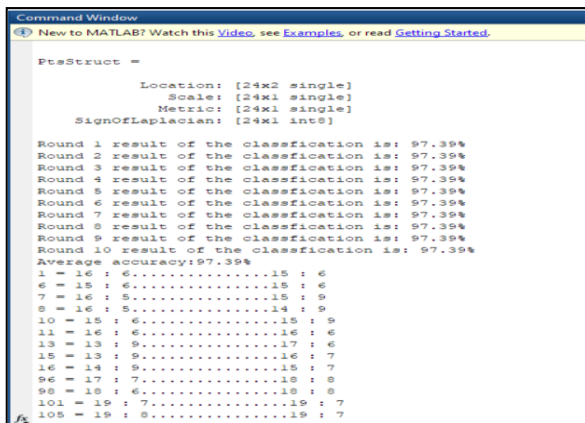 Command Window
New to MATLAB? Watch this Video, see Examples, or read Getting Started.
PtsStruct =
Location: [24x2 single]
Scale: [24x1 single]
Metric: [24x1 single]
SignOfLaplacian: [24x1 int8]
Round 1 result of the classfication is: 97.39%
Round 2 result of the classfication is: 97.39%
Round 3 result of the classfication is: 97.39%
Round 4 result of the classfication is: 97.39%
Round 5 result of the classfication is: 97.39%
Round 6 result of the classfication is: 97.39%
Round 7 result of the classfication is: 97.39%
Round 8 result of the classfication is: 97.39%
Round 9 result of the classfication is: 97.39%
Round 10 result of the classfication is: 97.39%
Average accuracy:97.39%
1 = 16 : 6...............15 : 6
6 = 15 : 6...............15 : 6
7 = 16 : 5...............15 : 9
8 = 16 : 5...............14 : 9
10 = 15 : 6...............15 : 6
11 = 16 : 6...............16 : 6
13 = 13 : 9...............17 : 6
15 = 13 : 9...............16 : 7
16 = 14 : 9...............15 : 7
96 = 17 : 7...............18 : 8
98 = 18 : 6...............18 : 8
101 = 19 : 7...............19 : 7
105 = 19 : 8...............19 : 7
fx